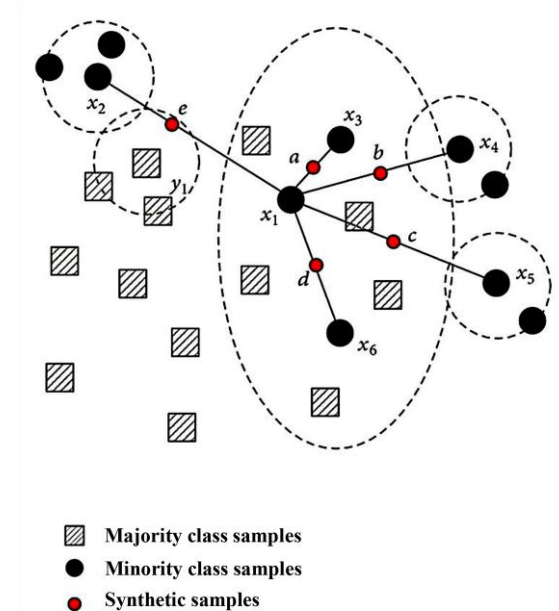 x2
e
x3
x4
a
b
y1
x1
c
d
x5
x6
Majority class samples
Minority class samples
Synthetic samples